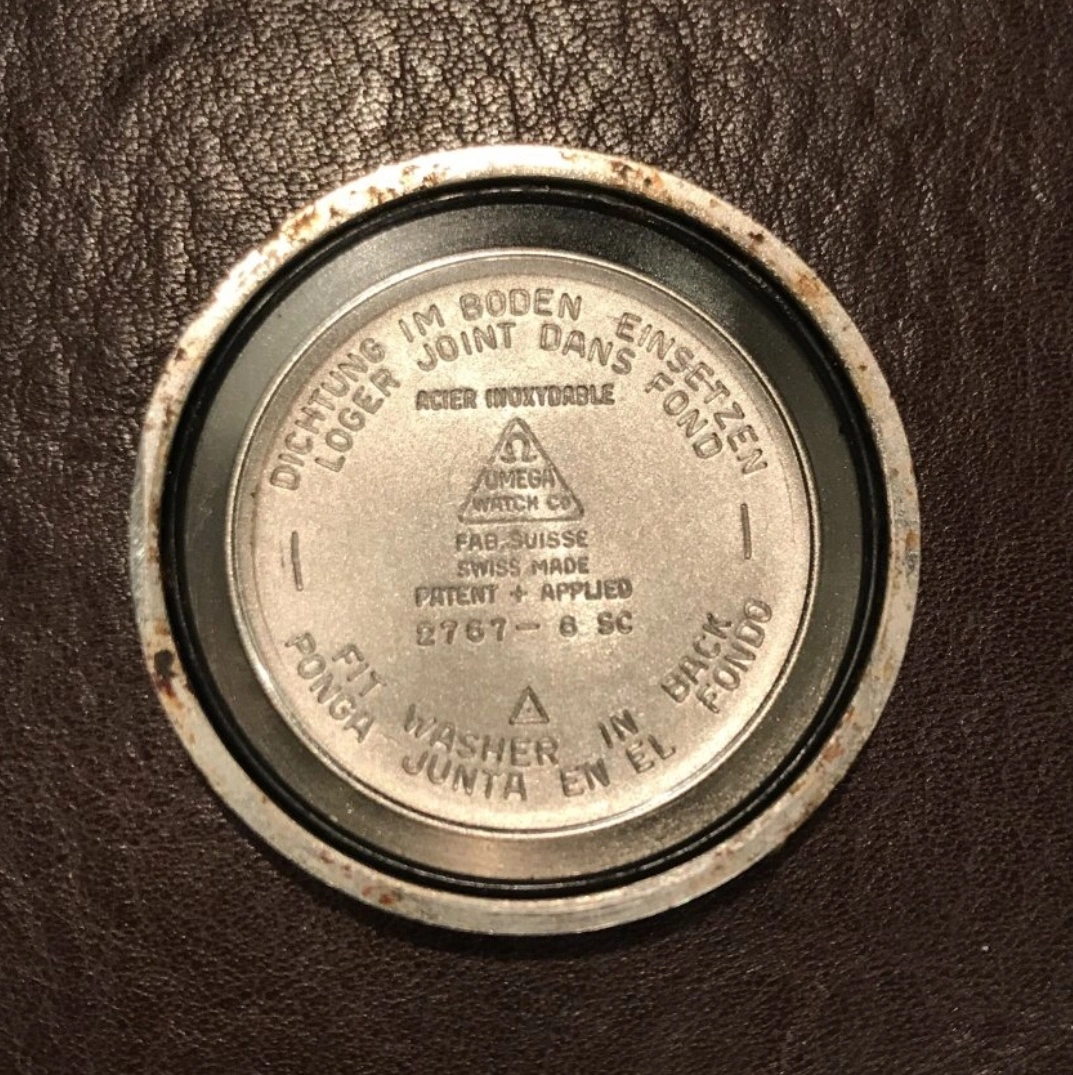 DICHTUNG IM BODEN EINSETZEN
LOGER JOINT DANS FOND
ACIER INOXYDABLE
Ω
OMEGA
WATCH Co
FAB. SUISSE
SWISS MADE
PATENT + APPLIED
2767 - 6 SC
FIT WASHER IN BACK
PONGA JUNTA EN EL FONDO